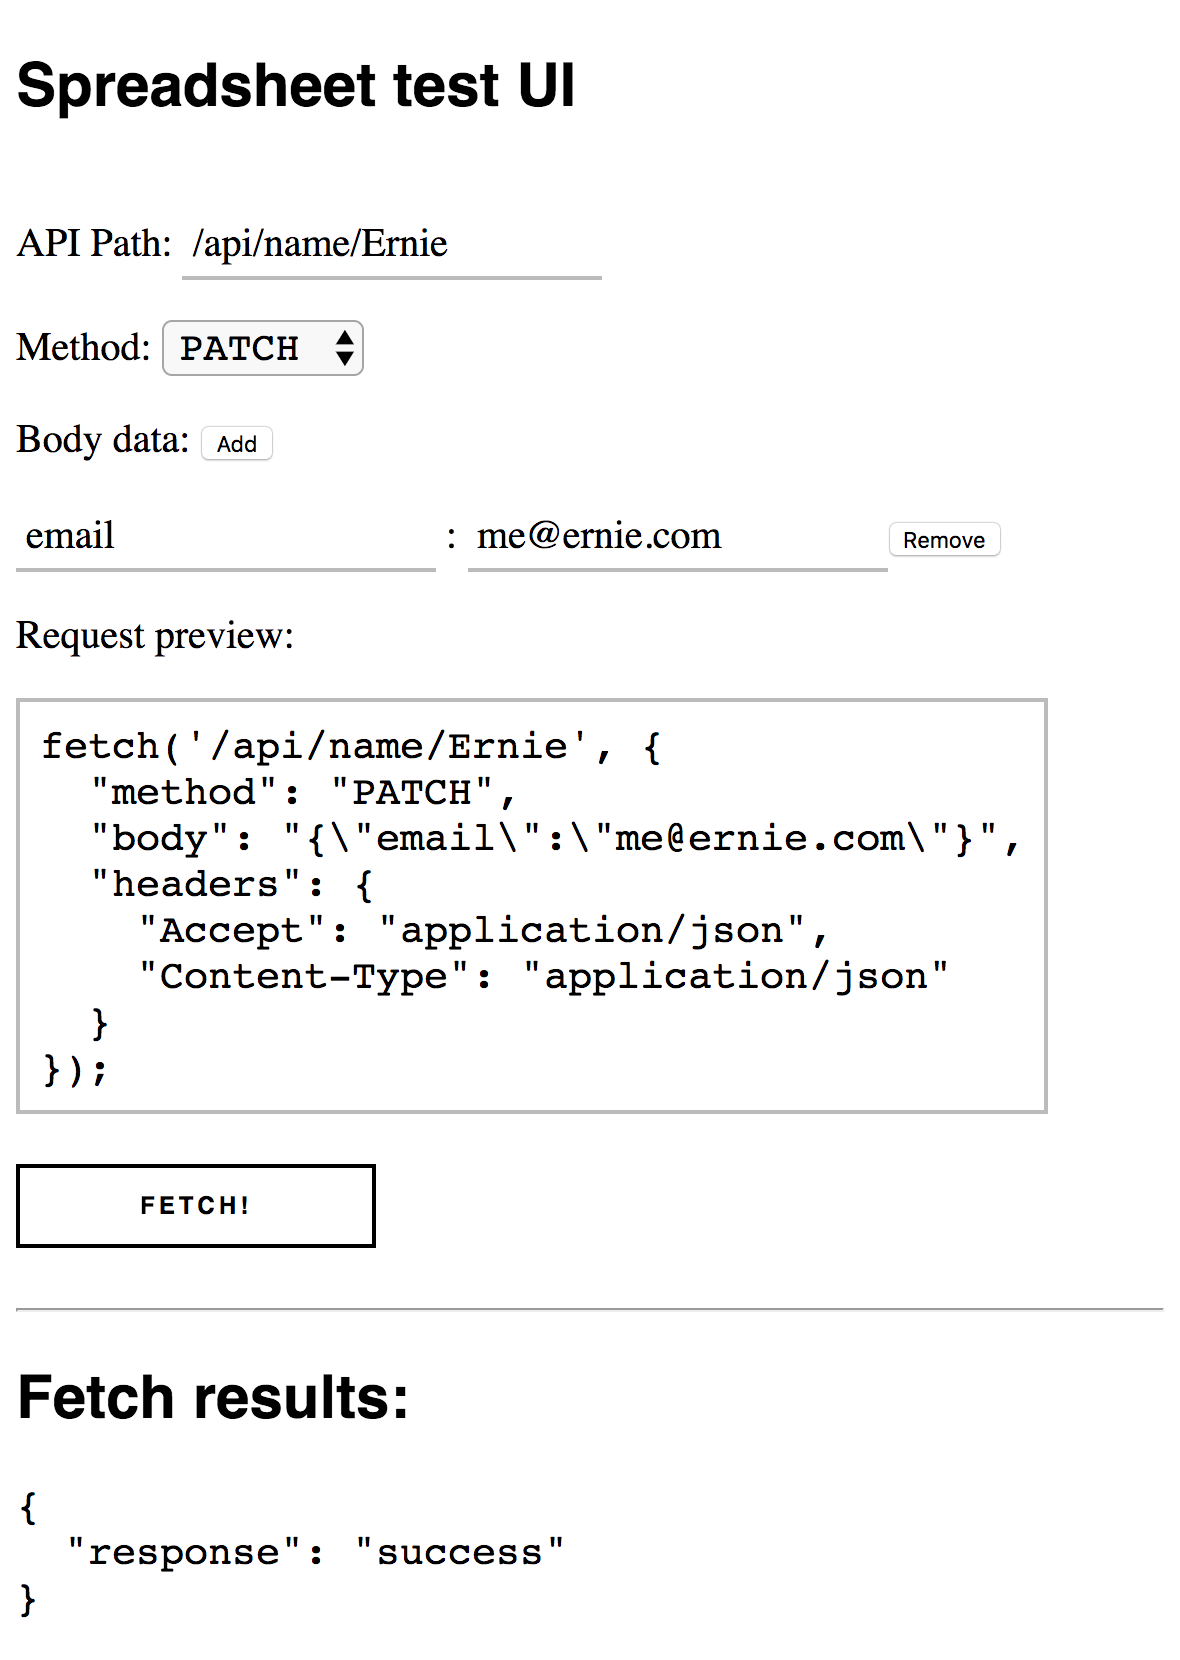 Spreadsheet test UI
API Path: /api/name/Ernie
Method: PATCH
Body data: Add
email : me@ernie.com Remove
Request preview:
fetch('/api/name/Ernie', {
  "method": "PATCH",
  "body": "{\"email\":\"me@ernie.com\"}",
  "headers": {
    "Accept": "application/json",
    "Content-Type": "application/json"
  }
});
FETCH!
Fetch results:
{
  "response": "success"
}